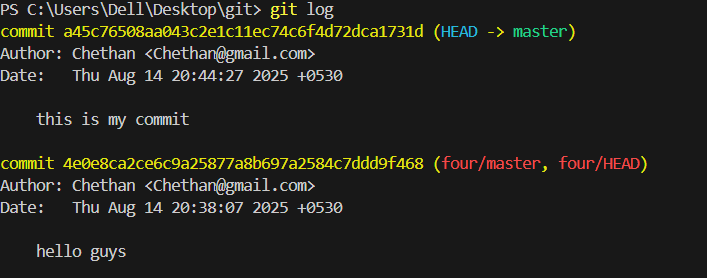 PS C:\Users\Dell\Desktop\git> git log
commit a45c76508aa043c2e1c11ec74c6f4d72dca1731d (HEAD -> master)
Author: Chethan <Chethan@gmail.com>
Date:   Thu Aug 14 20:44:27 2025 +0530
    this is my commit
commit 4e0e8ca2ce6c9a25877a8b697a2584c7ddd9f468 (four/master, four/HEAD)
Author: Chethan <Chethan@gmail.com>
Date:   Thu Aug 14 20:38:07 2025 +0530
    hello guys